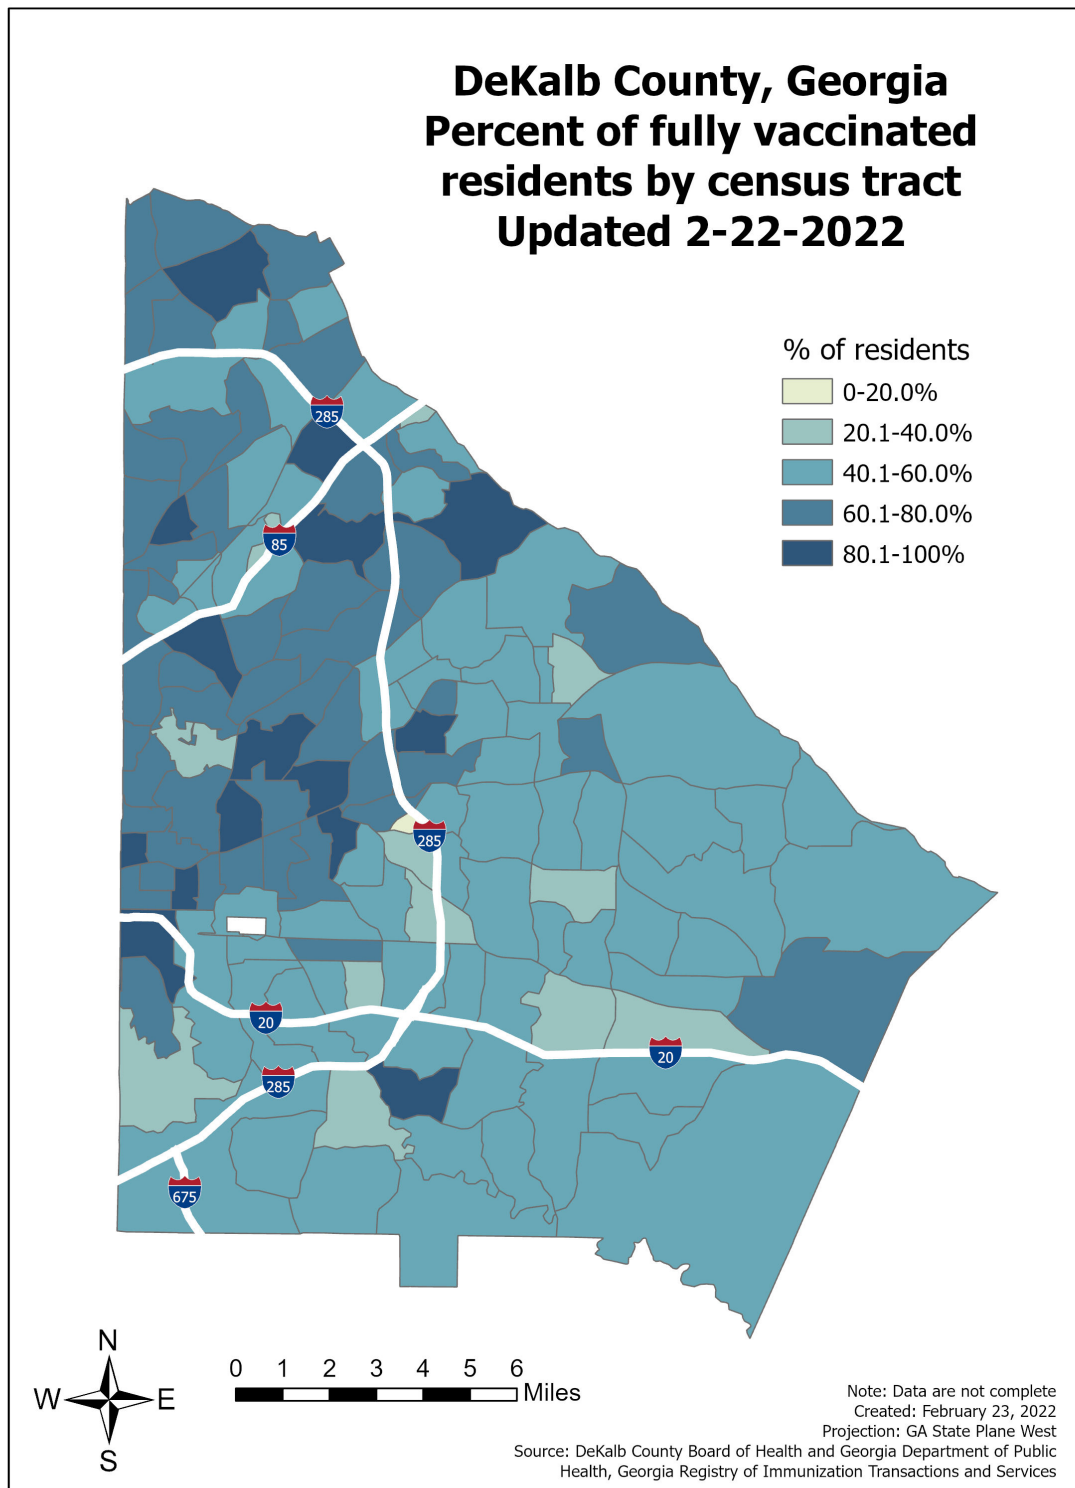 DeKalb County, Georgia
Percent of fully vaccinated
residents by census tract
Updated 2-22-2022
% of residents
0-20.0%
20.1-40.0%
40.1-60.0%
60.1-80.0%
80.1-100%
285
85
285
20
20
285
675
N
W E
S
0 1 2 3 4 5 6
Miles
Note: Data are not complete
Created: February 23, 2022
Projection: GA State Plane West
Source: DeKalb County Board of Health and Georgia Department of Public
Health, Georgia Registry of Immunization Transactions and Services